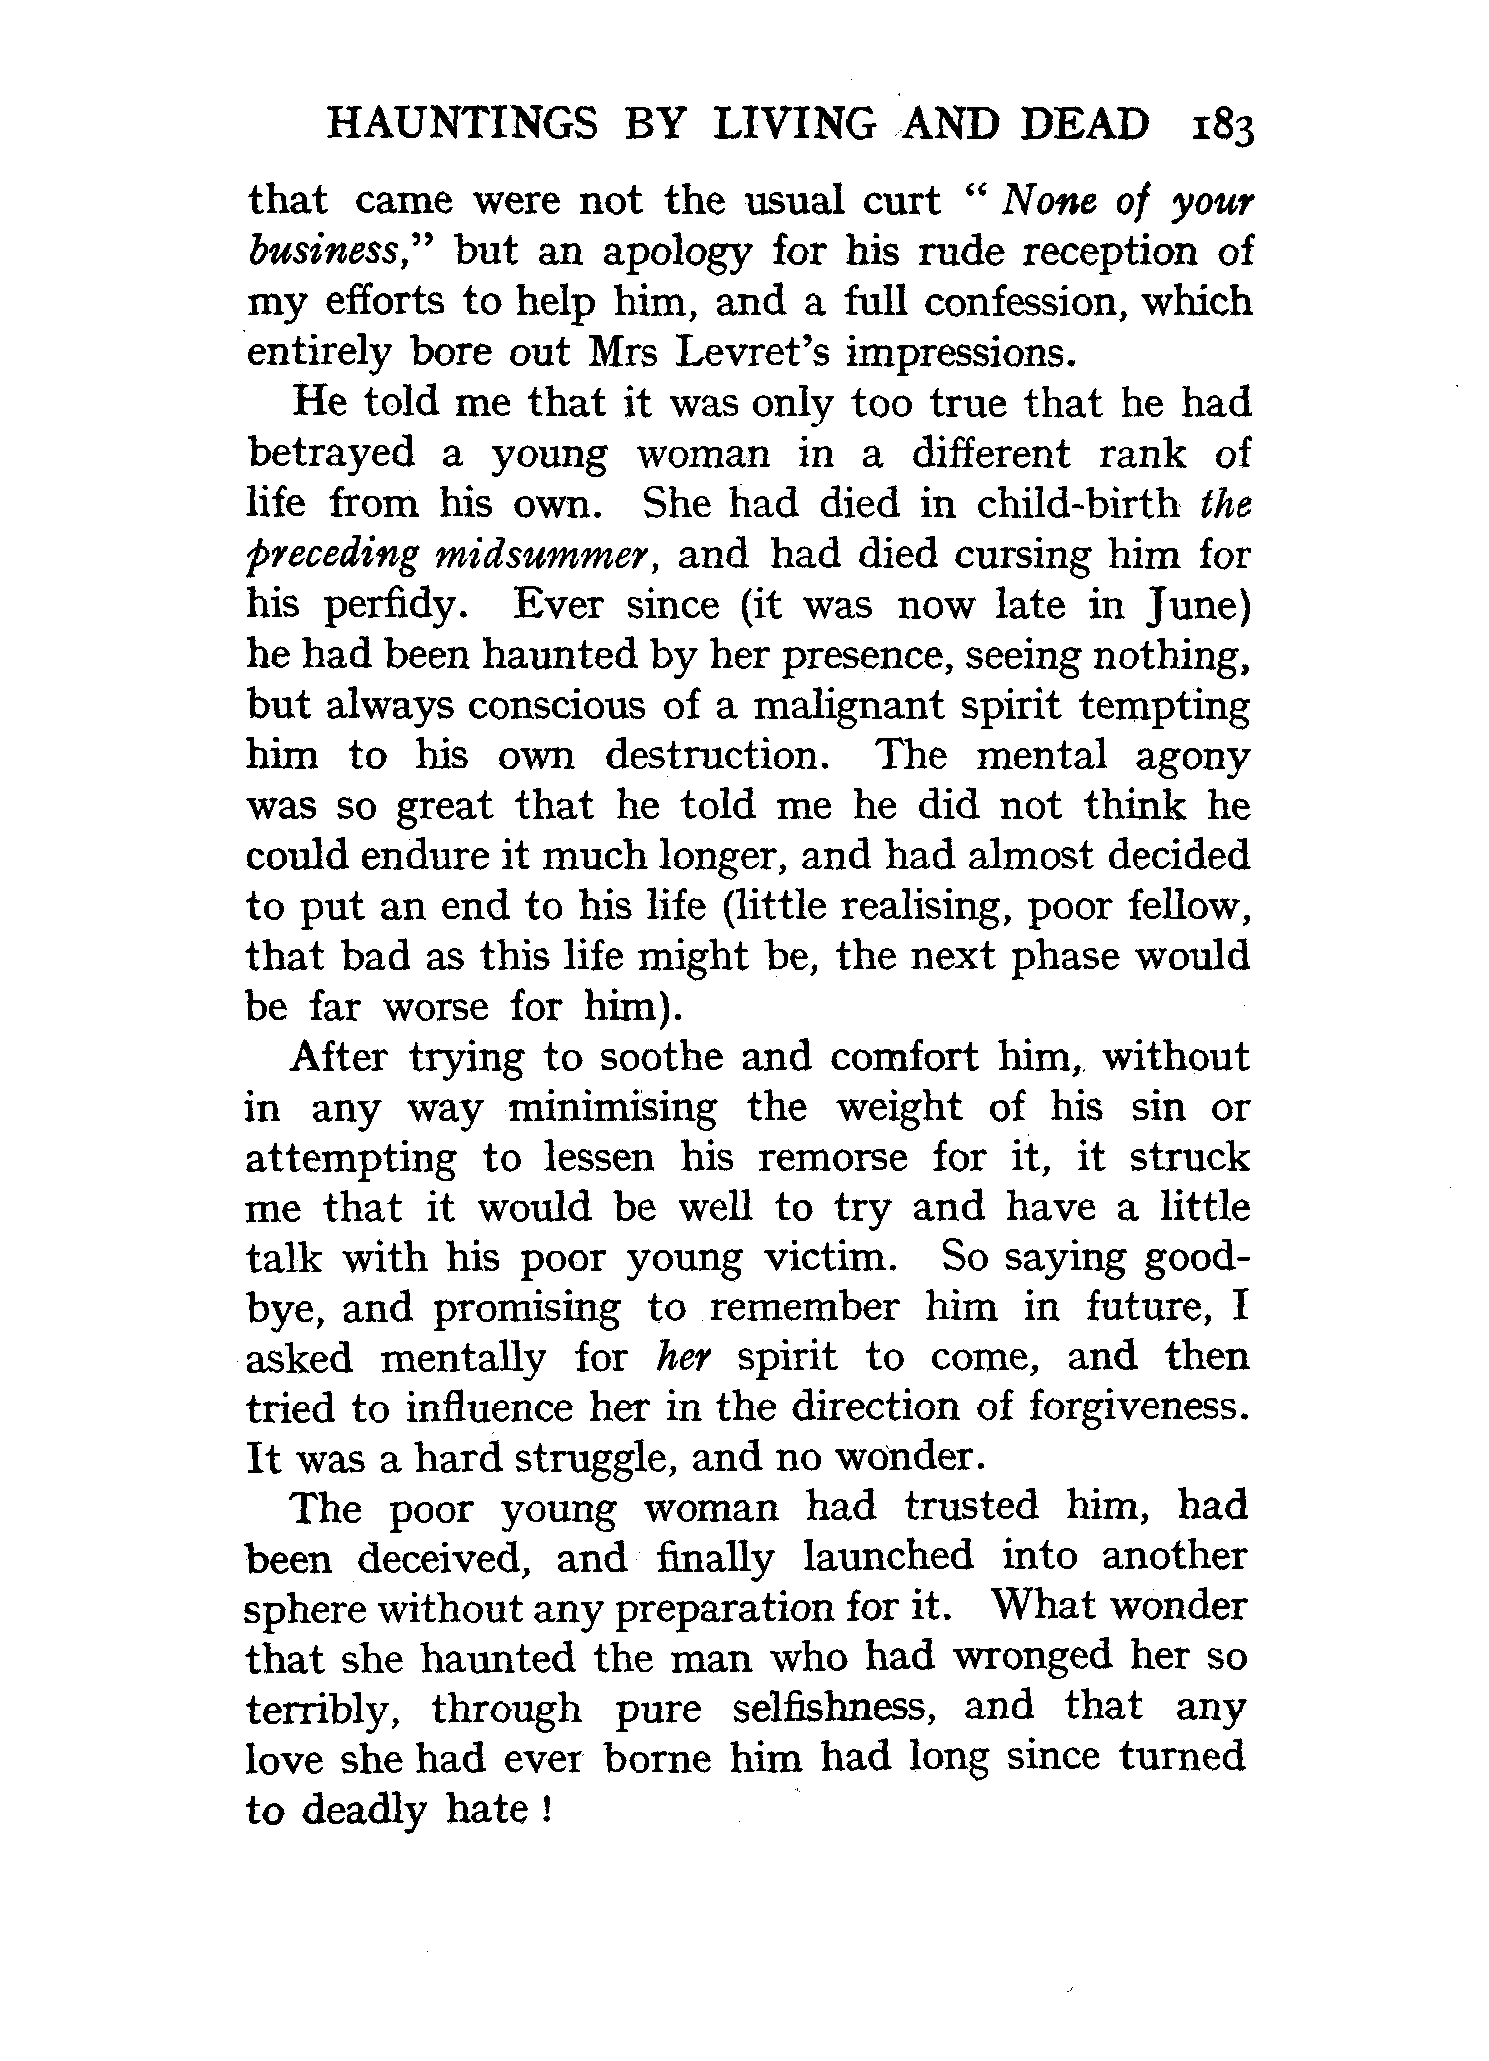 HAUNTINGS BY LIVING AND DEAD 183
that came were not the usual curt “ None of your
business,” but an apology for his rude reception of
my efforts to help him, and a full confession, which
entirely bore out Mrs Levret’s impressions.
He told me that it was only too true that he had
betrayed a young woman in a different rank of
life from his own. She had died in child-birth the
preceding midsummer, and had died cursing him for
his perfidy. Ever since (it was now late in June)
he had been haunted by her presence, seeing nothing,
but always conscious of a malignant spirit tempting
him to his own destruction. The mental agony
was so great that he told me he did not think he
could endure it much longer, and had almost decided
to put an end to his life (little realising, poor fellow,
that bad as this life might be, the next phase would
be far worse for him).
After trying to soothe and comfort him, without
in any way minimising the weight of his sin or
attempting to lessen his remorse for it, it struck
me that it would be well to try and have a little
talk with his poor young victim. So saying good-
bye, and promising to remember him in future, I
asked mentally for her spirit to come, and then
tried to influence her in the direction of forgiveness.
It was a hard struggle, and no wonder.
The poor young woman had trusted him, had
been deceived, and finally launched into another
sphere without any preparation for it. What wonder
that she haunted the man who had wronged her so
terribly, through pure selfishness, and that any
love she had ever borne him had long since turned
to deadly hate !